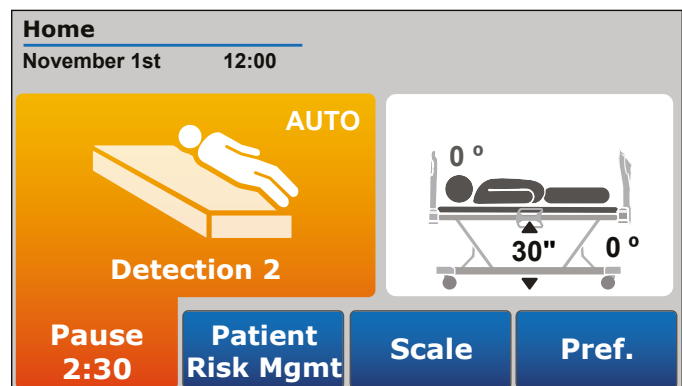 Home
November 1st 12:00
AUTO
0 º
30" 0 º
Detection 2
Pause
2:30
Patient
Risk Mgmt
Scale
Pref.